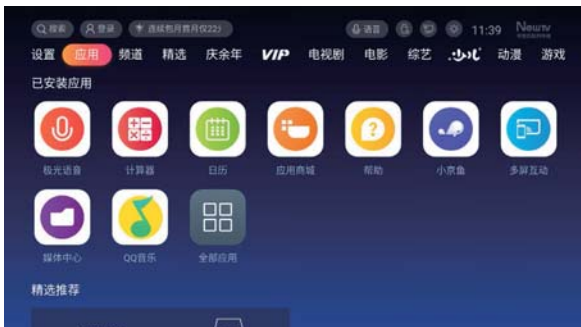 搜索 登录 连续包月首月仅22! 语音 11:39 Newtv
设置 应用 频道 精选 庆余年 VIP 电视剧 电影 综艺 少儿 动漫 游戏
已安装应用
极光语音 计算器 日历 应用商城 帮助 小京鱼 多屏互动
媒体中心 QQ音乐 全部应用
精选推荐